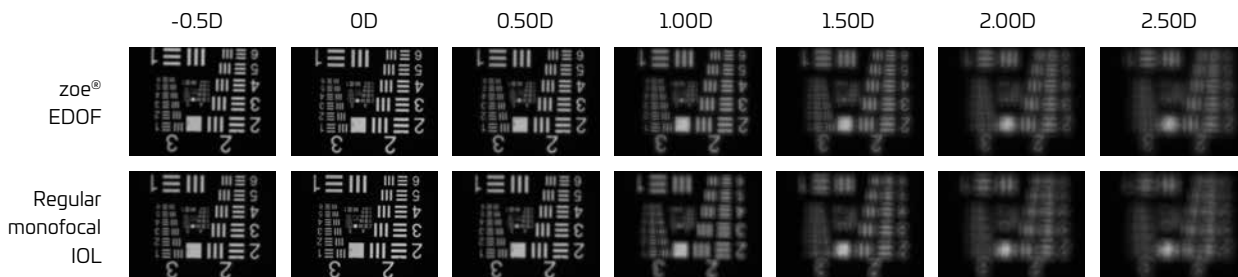 -0.5D 0D 0.50D 1.00D 1.50D 2.00D 2.50D
zoe®
EDOF
Regular
monofocal
IOL